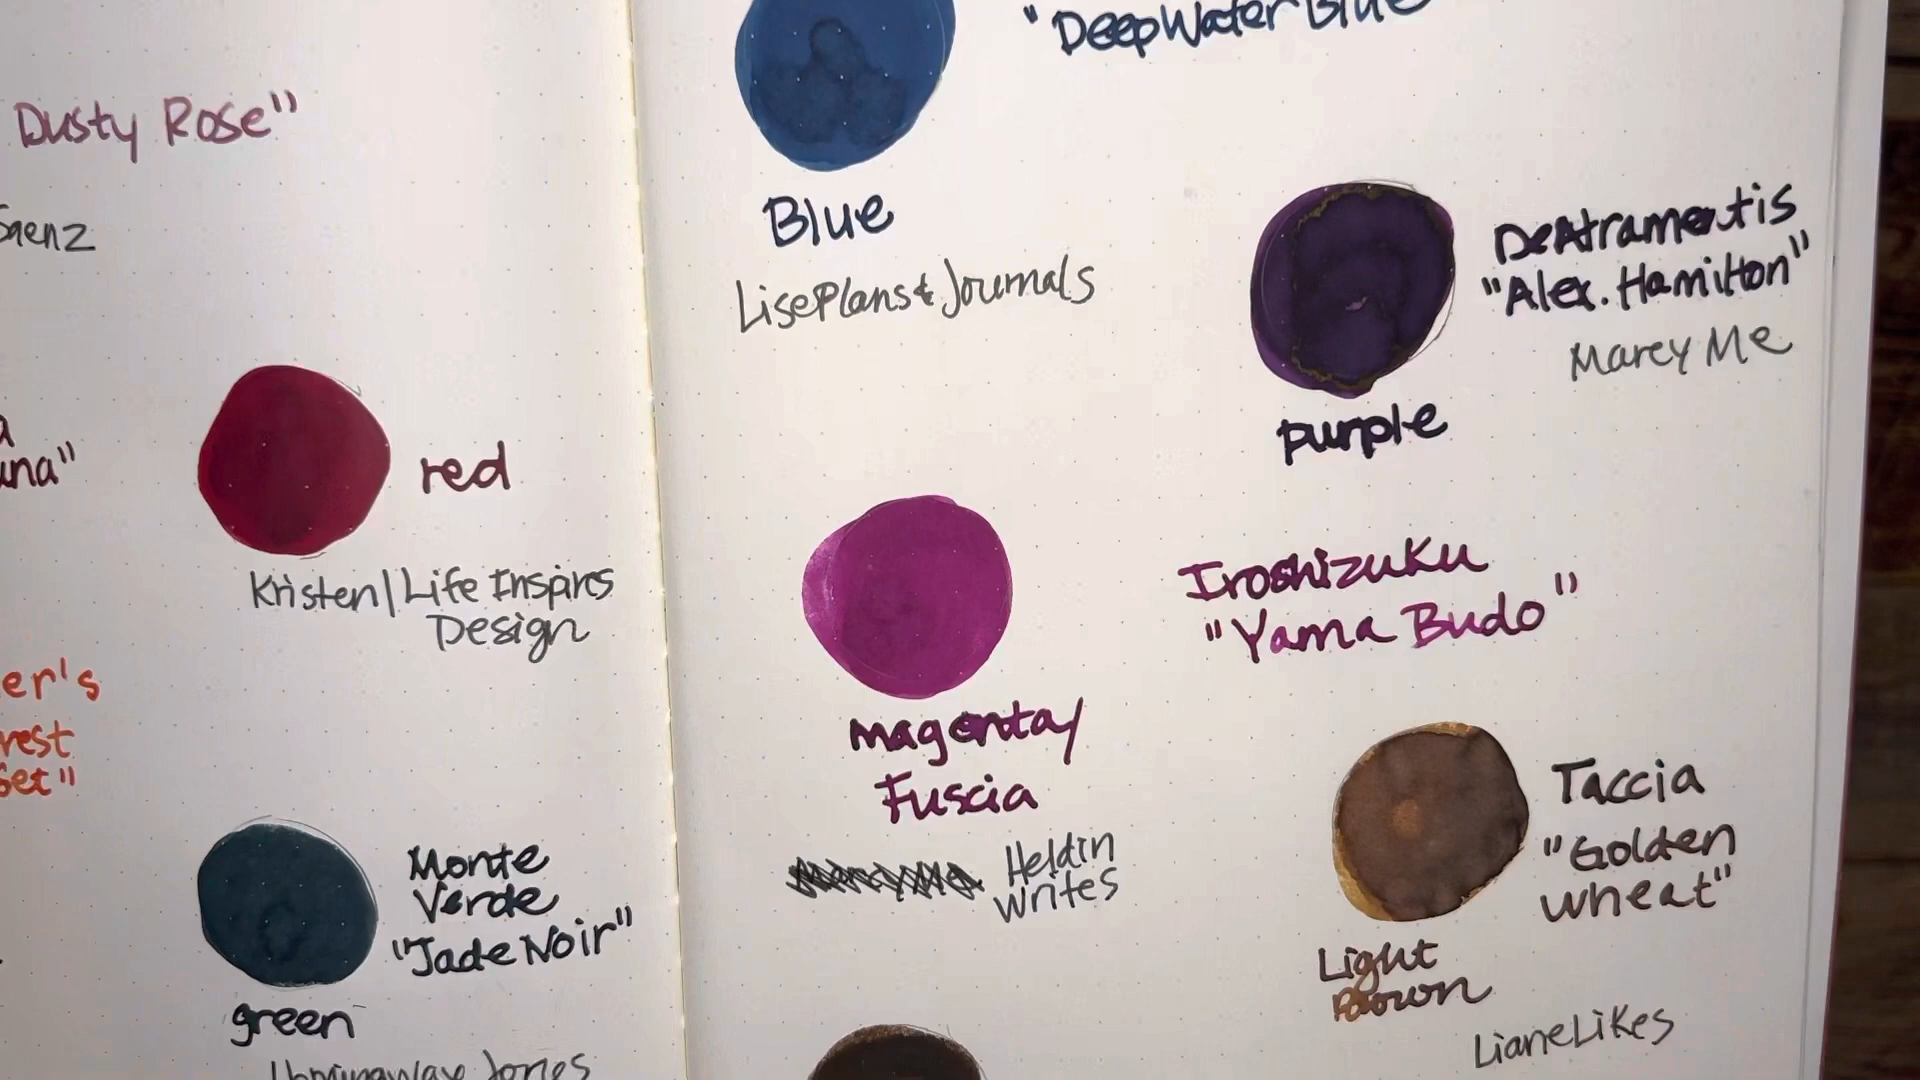 Dusty Rose"
Saenz
una"
red
Kristen/Life Inspires
Design
er's
rest
Set"
Monte
Verde
"Jade Noir"
green
"DeepWater Blue"
Blue
LisePlans&Journals
DeAtramentis
"Alex. Hamilton"
Marcy Me
purple
Iroshizuku
"Yama Budo"
magenta/
Fuscia
Heldin
Writes
Taccia
"Golden
Wheat"
Light
Brown
LianeLikes